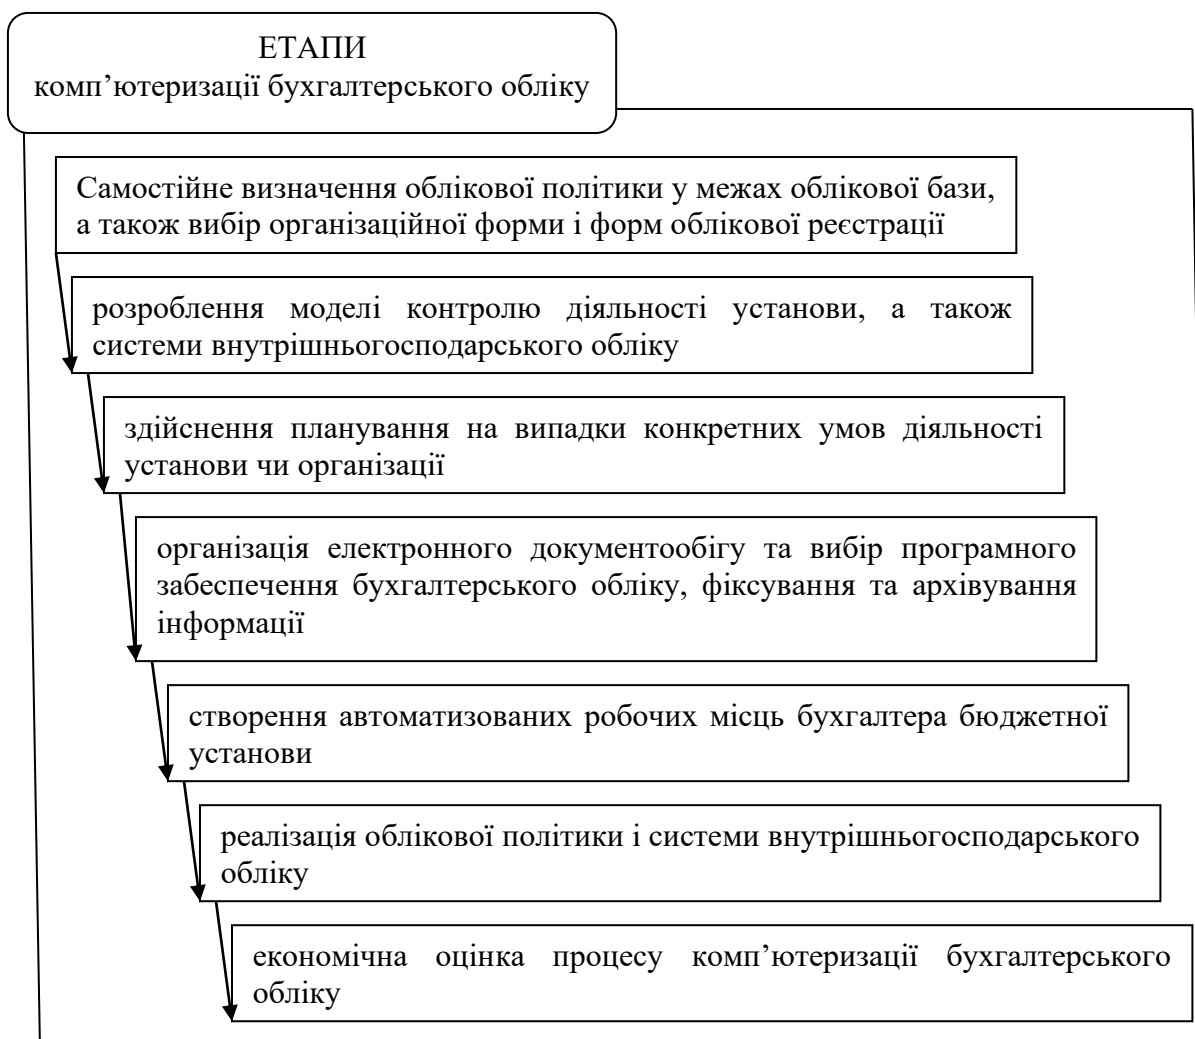 ЕТАПИ
комп’ютеризації бухгалтерського обліку
Самостійне визначення облікової політики у межах облікової бази,
а також вибір організаційної форми і форм облікової реєстрації
розроблення моделі контролю діяльності установи, а також
системи внутрішньогосподарського обліку
здійснення планування на випадки конкретних умов діяльності
установи чи організації
організація електронного документообігу та вибір програмного
забеспечення бухгалтерського обліку, фіксування та архівування
інформації
створення автоматизованих робочих місць бухгалтера бюджетної
установи
реалізація облікової політики і системи внутрішньогосподарського
обліку
економічна оцінка процесу комп’ютеризації бухгалтерського
обліку